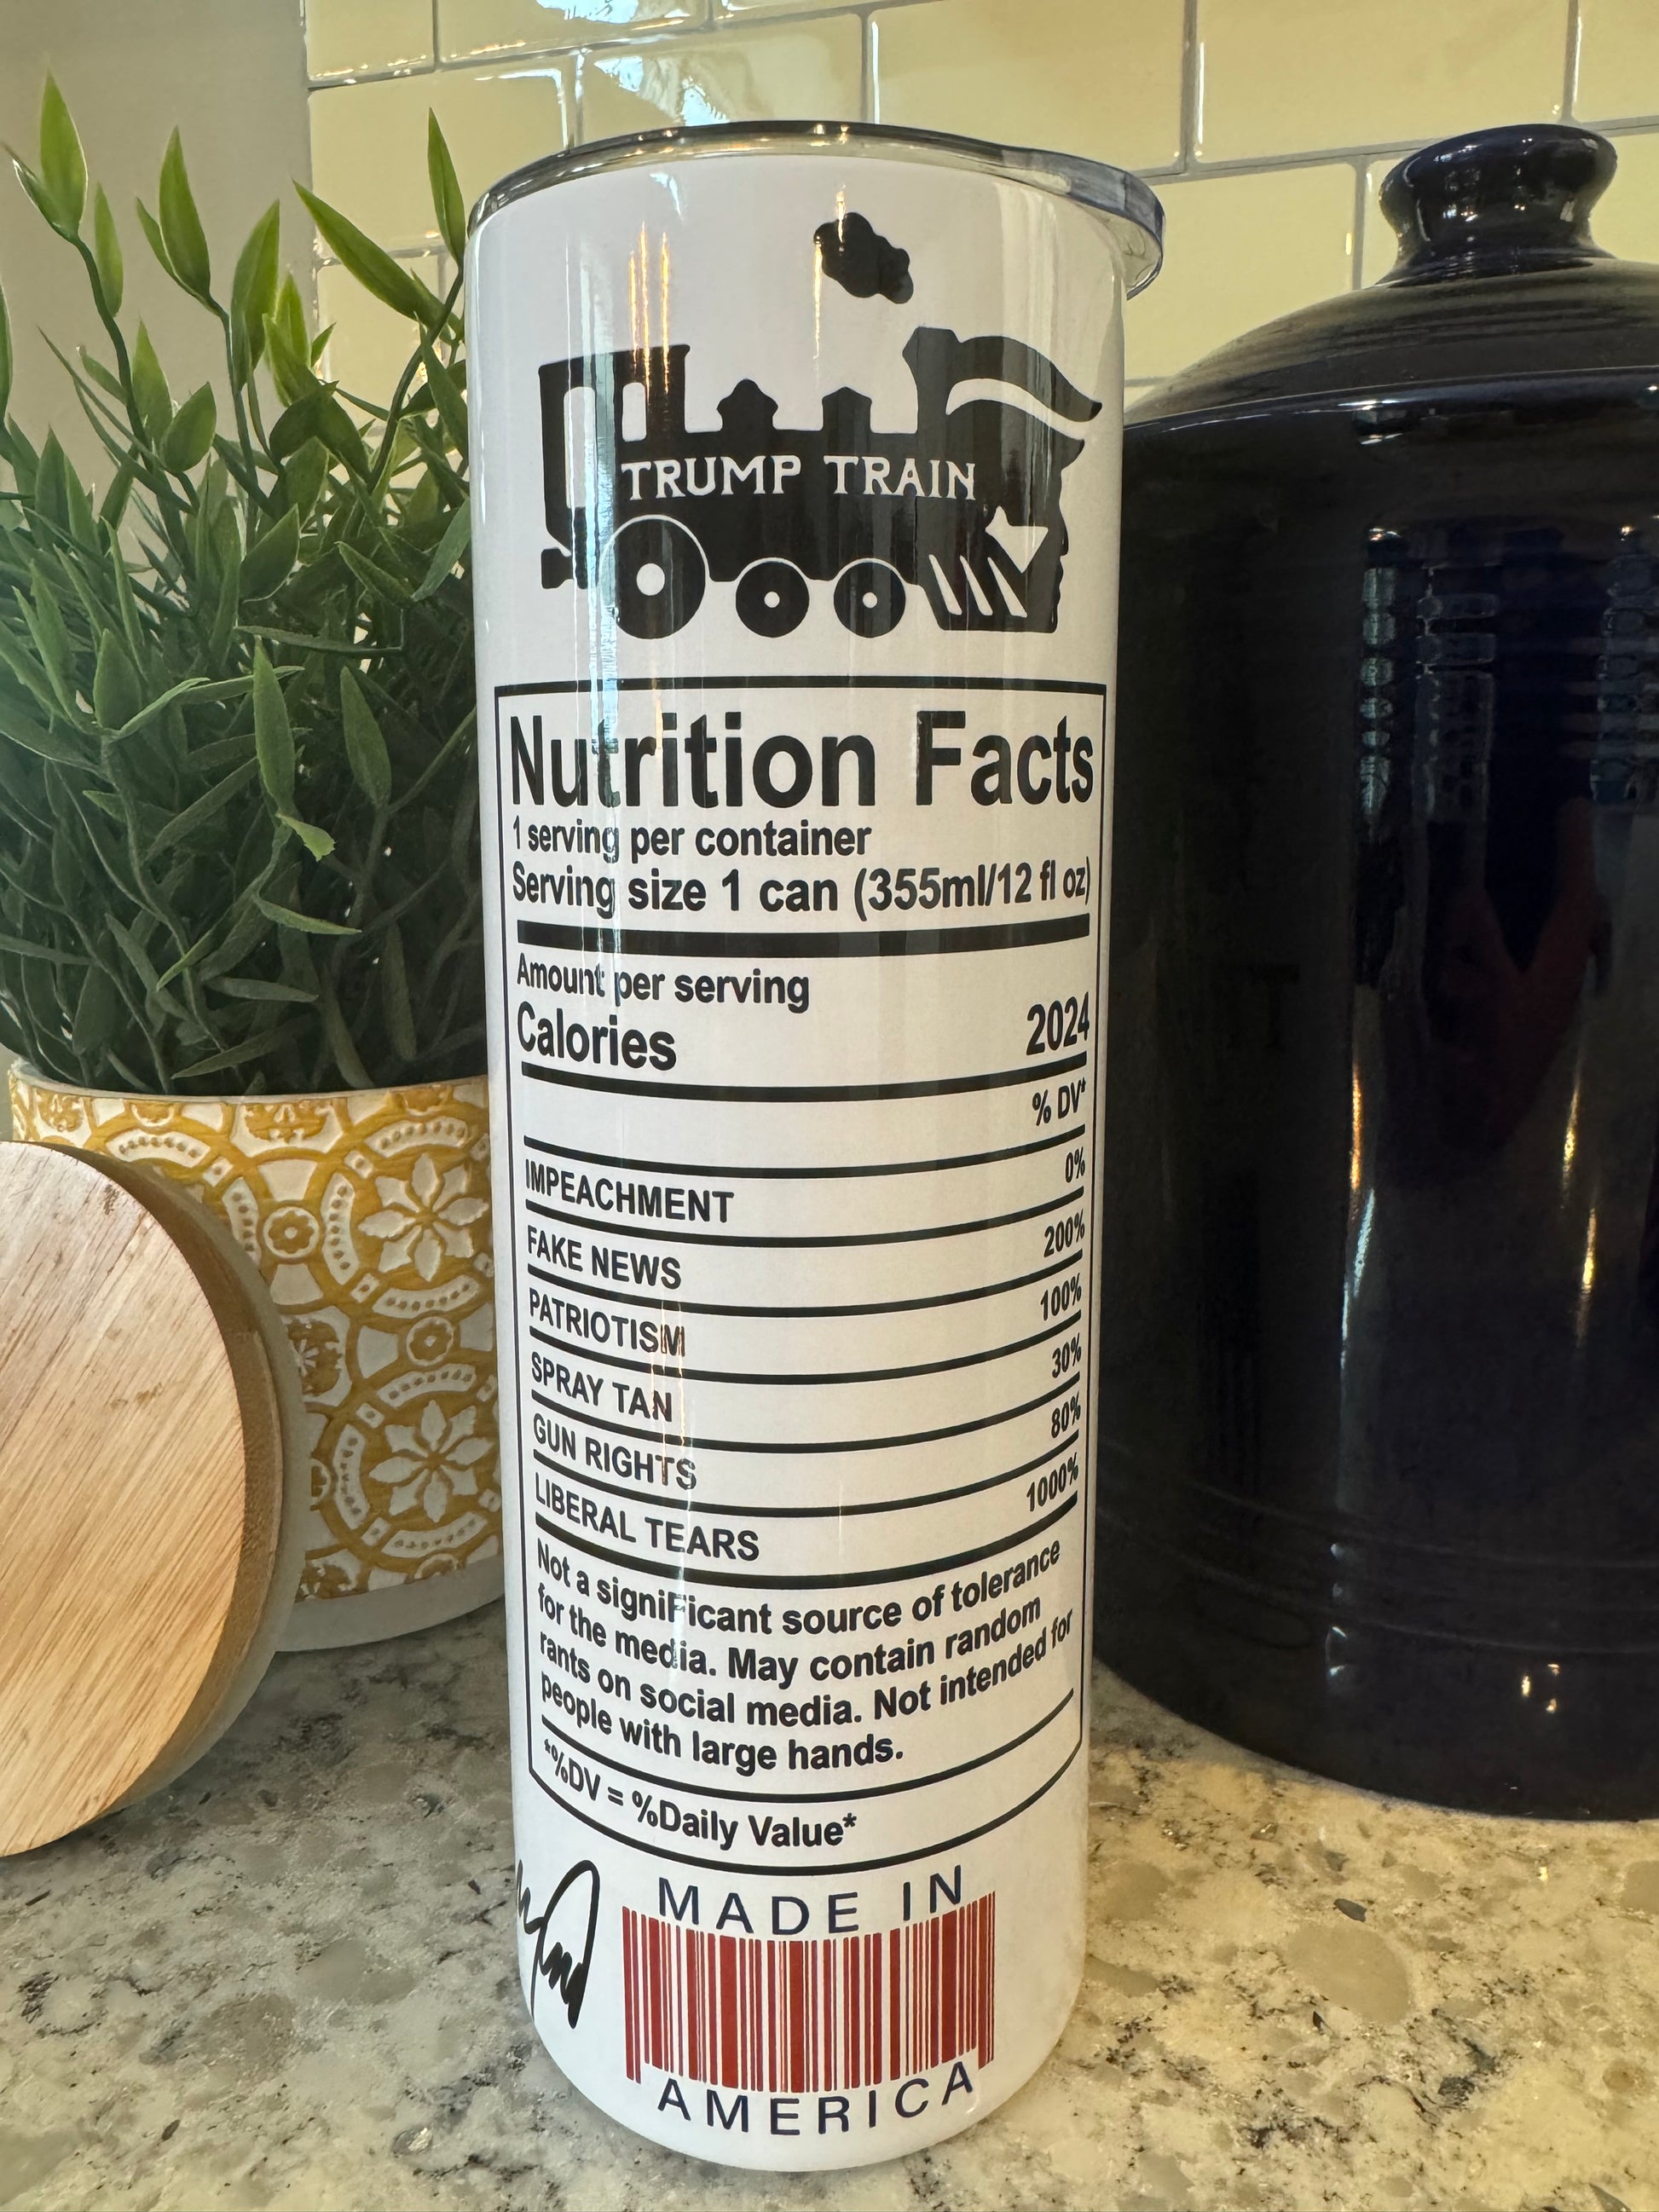 TRUMP TRAIN
Nutrition Facts
1 serving per container
Serving size 1 can (355ml/12 fl oz)
Amount per serving
Calories 2024
% DV*
IMPEACHMENT 0%
FAKE NEWS 200%
PATRIOTISM 100%
SPRAY TAN 30%
GUN RIGHTS 80%
LIBERAL TEARS 1000%
Not a signiFicant source of tolerance
for the media. May contain random
rants on social media. Not intended for
people with large hands.
*%DV = %Daily Value*
MADE IN
AMERICA